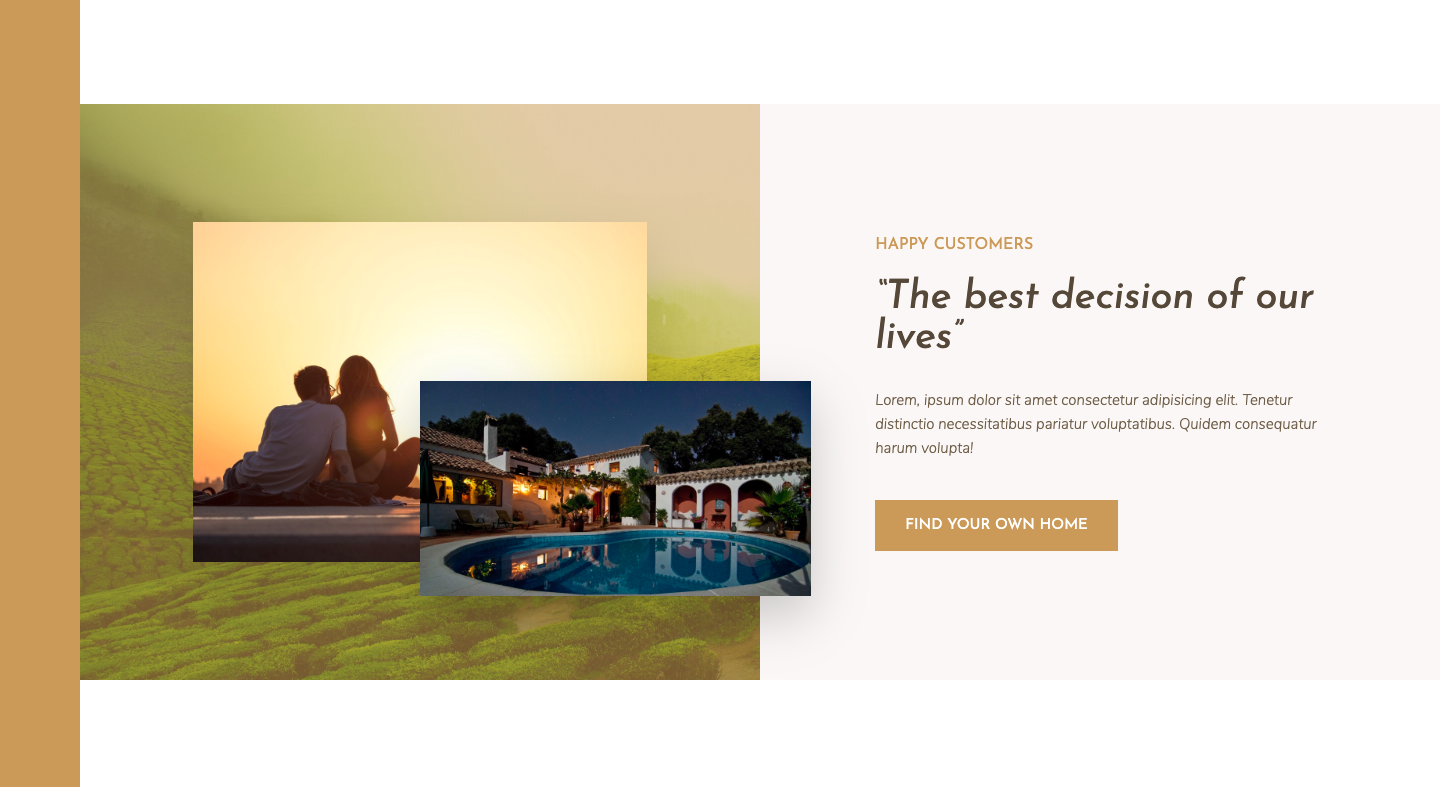 HAPPY CUSTOMERS
“The best decision of our
lives”
Lorem, ipsum dolor sit amet consectetur adipisicing elit. Tenetur
distinctio necessitatibus pariatur voluptatibus. Quidem consequatur
harum volupta!
FIND YOUR OWN HOME